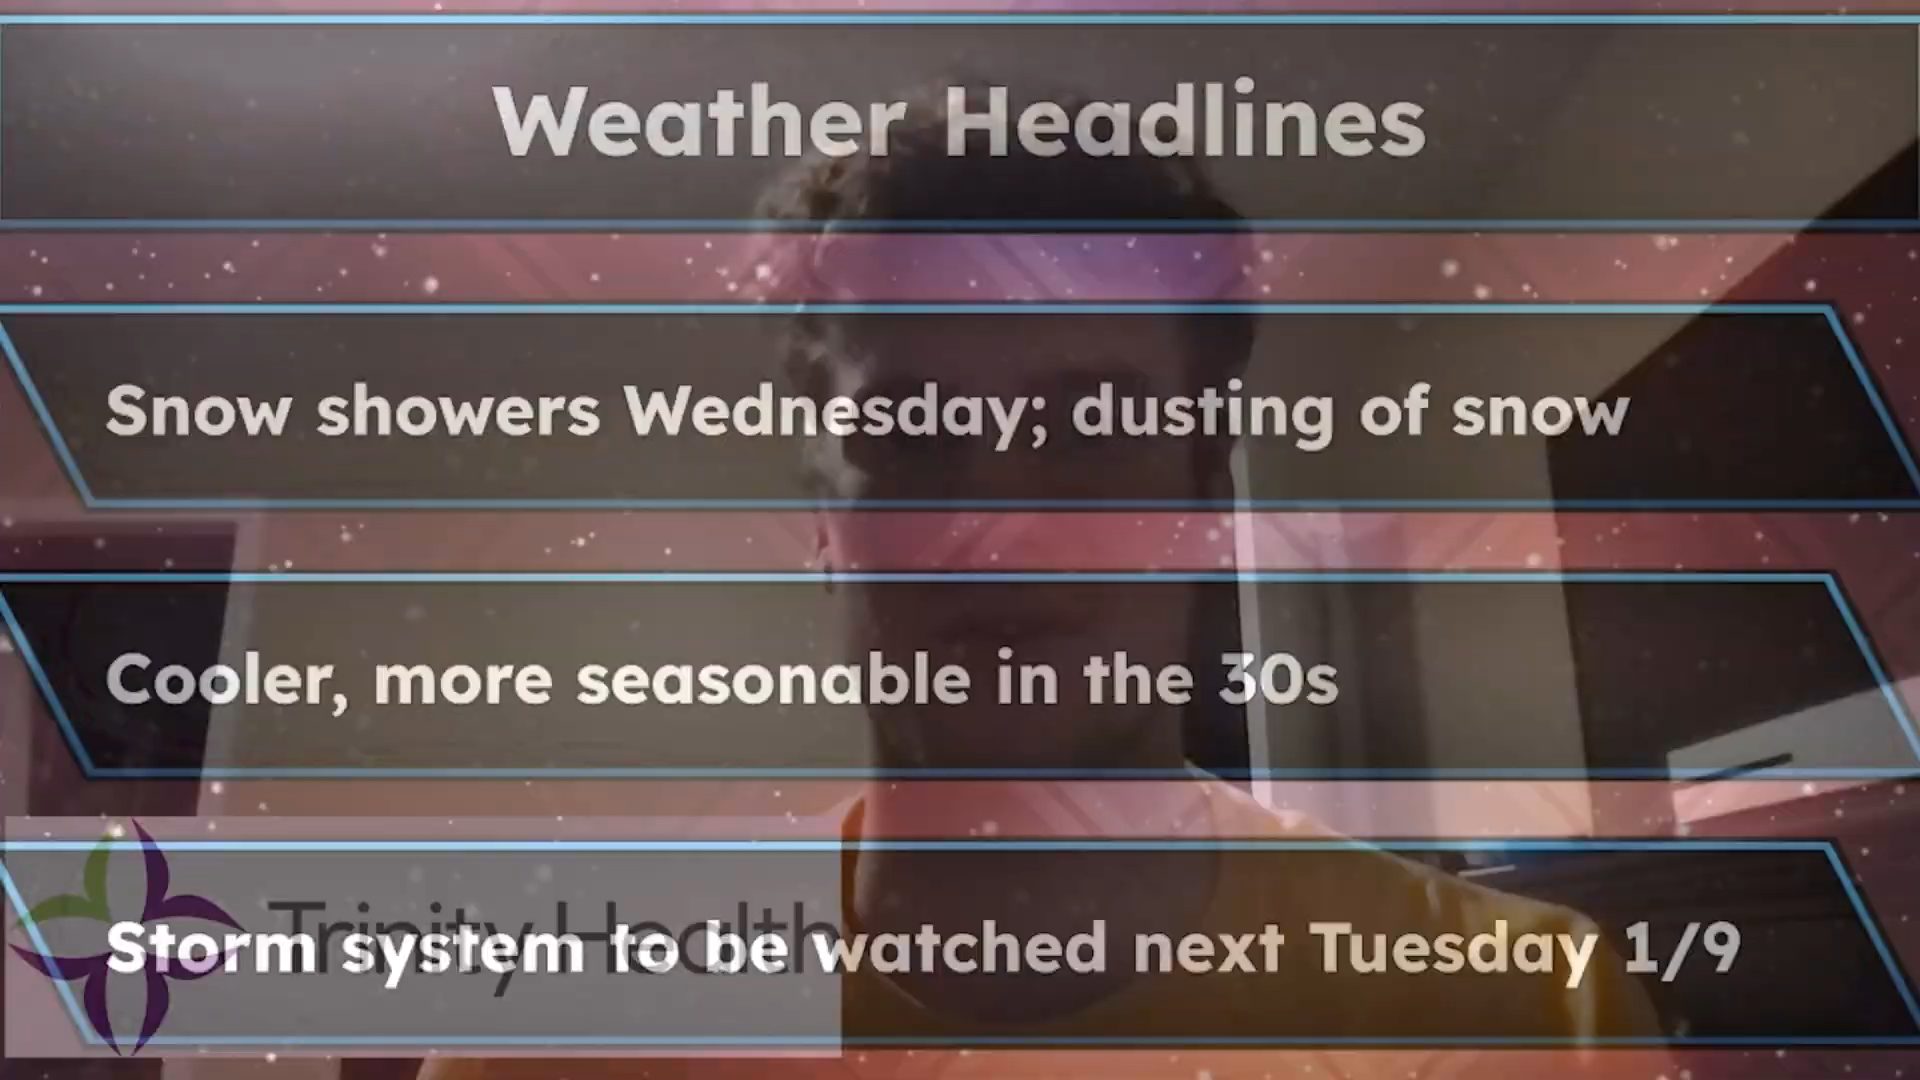 Weather Headlines
Snow showers Wednesday; dusting of snow
Cooler, more seasonable in the 30s
Storm system to be watched next Tuesday 1/9
Trinity Health